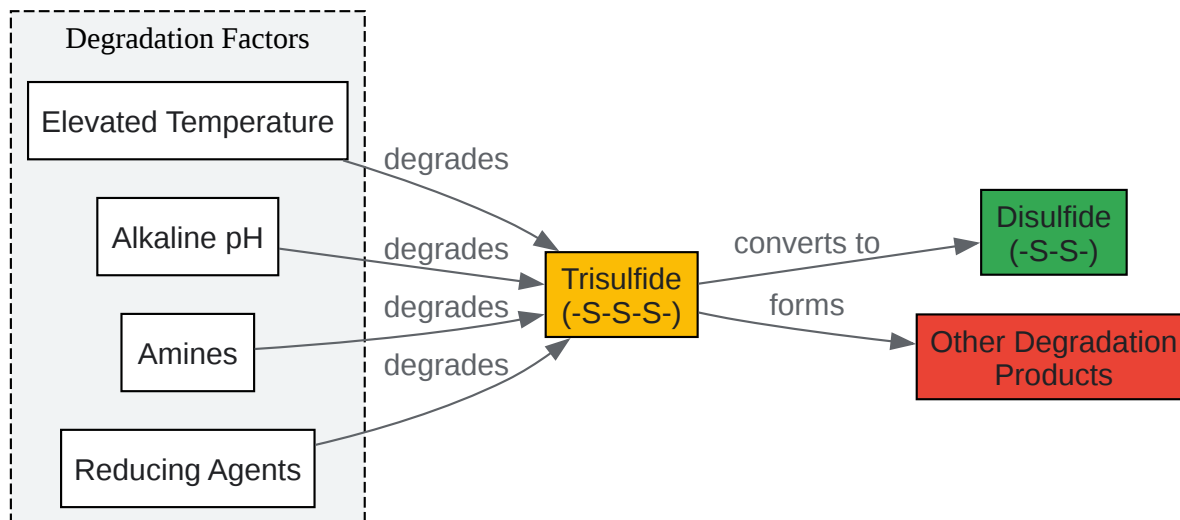 Degradation Factors
Elevated Temperature
Alkaline pH
Amines
Reducing Agents
degrades
degrades
degrades
degrades
Trisulfide
(-S-S-S-)
converts to
forms
Disulfide
(-S-S-)
Other Degradation
Products